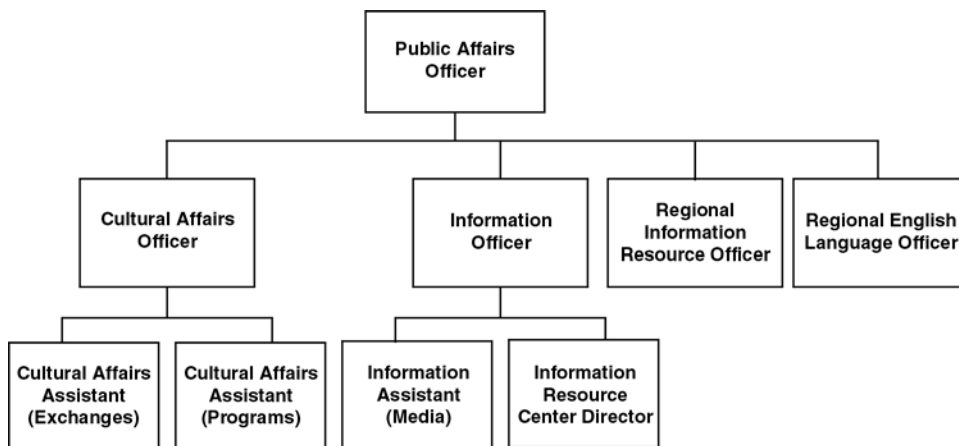 Public Affairs
Officer
Cultural Affairs
Officer
Information
Officer
Regional
Information
Resource Officer
Regional English
Language Officer
Cultural Affairs
Assistant
(Exchanges)
Cultural Affairs
Assistant
(Programs)
Information
Assistant
(Media)
Information
Resource
Center Director